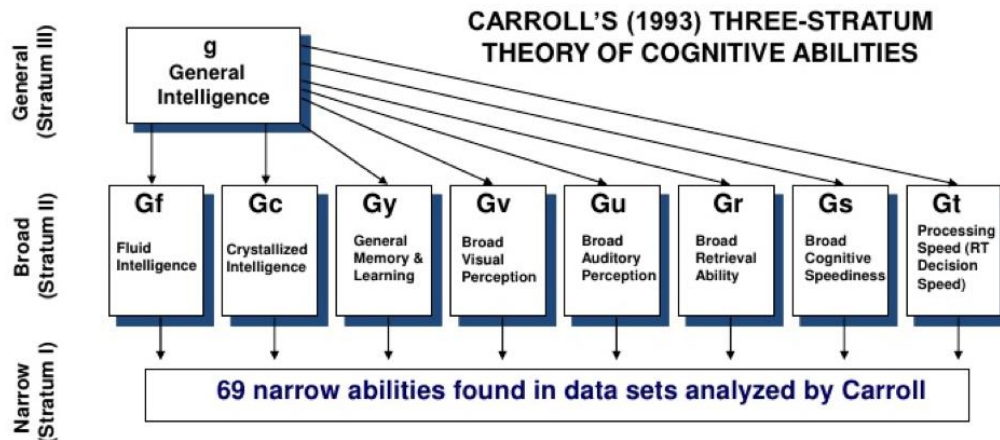 CARROLL'S (1993) THREE-STRATUM
THEORY OF COGNITIVE ABILITIES
General
(Stratum III)
g
General
Intelligence
Broad
(Stratum II)
Gf
Fluid
Intelligence
Gc
Crystallized
Intelligence
Gy
General
Memory &
Learning
Gv
Broad
Visual
Perception
Gu
Broad
Auditory
Perception
Gr
Broad
Retrieval
Ability
Gs
Broad
Cognitive
Speediness
Gt
Processing
Speed (RT
Decision
Speed)
Narrow
(Stratum I)
69 narrow abilities found in data sets analyzed by Carroll